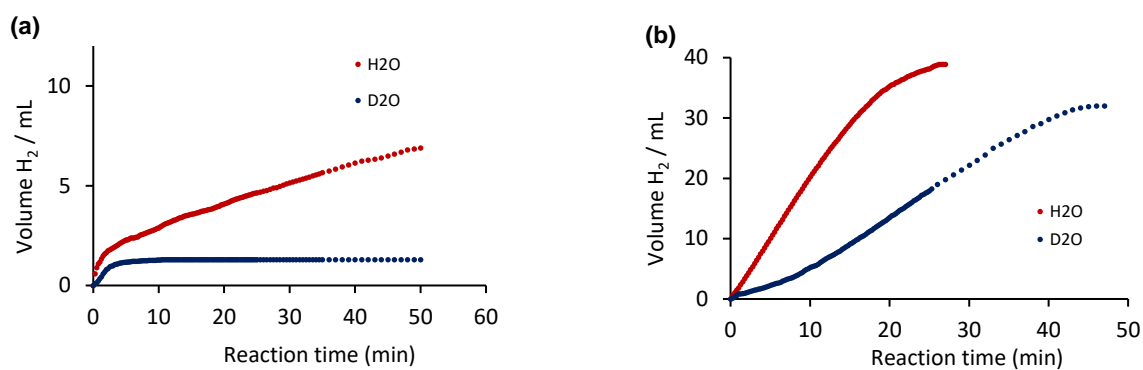 (a)
Volume H₂ / mL
10
5
0
H2O
D2O
0 10 20 30 40 50 60
Reaction time (min)
(b)
Volume H₂ / mL
40
30
20
10
0
H2O
D2O
0 10 20 30 40 50
Reaction time (min)